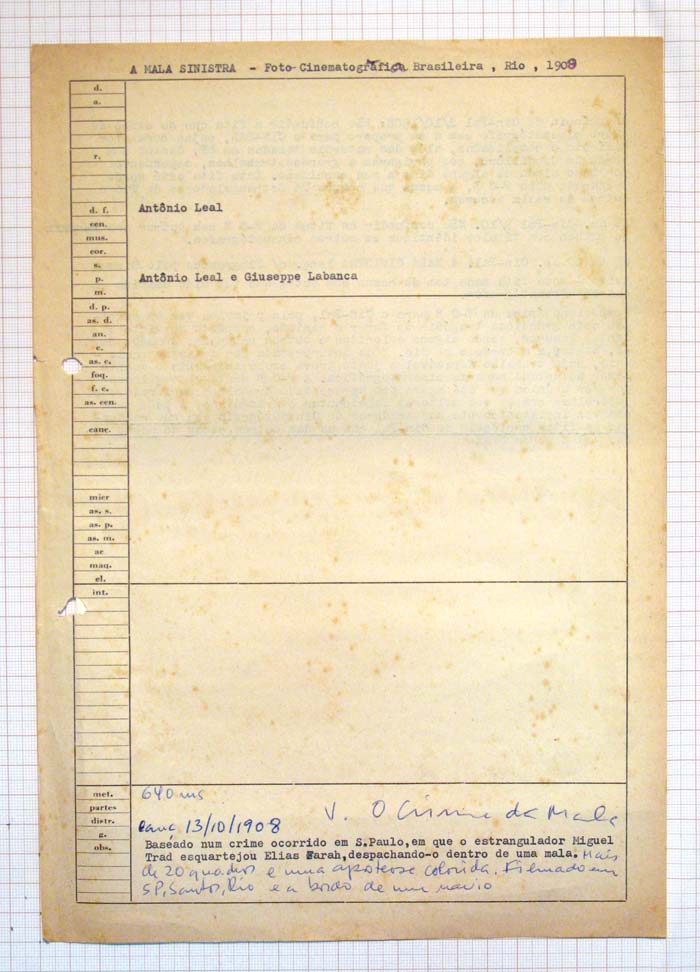 A MALA SINISTRA - Foto-Cinematográfica Brasileira , Rio , 1908
d.
a.
r.
d. f. Antônio Leal
cen.
mus.
cor.
s.
p. Antônio Leal e Giuseppe Labanca
m.
d. p.
as. d.
an.
c.
as. c.
foq.
f. c.
as. cen.
cenç.
micr
as. s.
as. p.
as. m.
ac
maq.
el.
int.
met. 640 ms
partes V. O Crime da Mala
distr.
g. Lanç 13/10/1908
obs. Baseado num crime ocorrido em S.Paulo,em que o estrangulador Miguel
Trad esquartejou Elias Farah,despachando-o dentro de uma mala. Mais
de 20 quadros e uma apoteose colorida. Filmado em
SP, Santos, Rio e a bordo de um navio